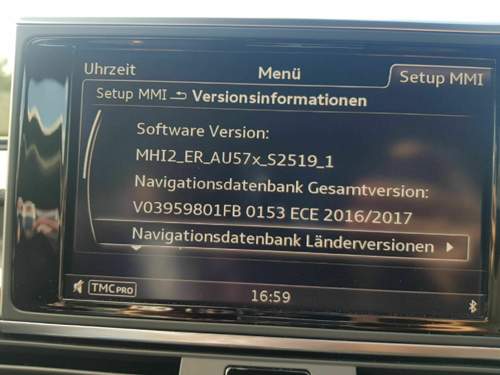 Uhrzeit Menü Setup MMI
Setup MMI Versionsinformationen
Software Version:
MHI2_ER_AU57x_S2519_1
Navigationsdatenbank Gesamtversion:
V03959801FB 0153 ECE 2016/2017
Navigationsdatenbank Länderversionen
TMC PRO 16:59